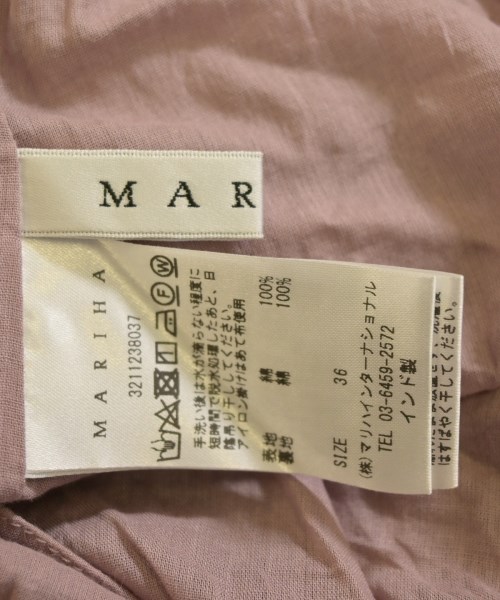 MAR
MARIHA
3211238037
手洗い後は水が滴らない程度に
短時間で脱水処理したあと、日
陰吊り干ししてください。
アイロン掛けはあて布使用
表地 綿 100%
裏地 綿 100%
SIZE 36
(株)マリハインターナショナル
TEL 03-6459-2572
インド製
はすばやく干してください。